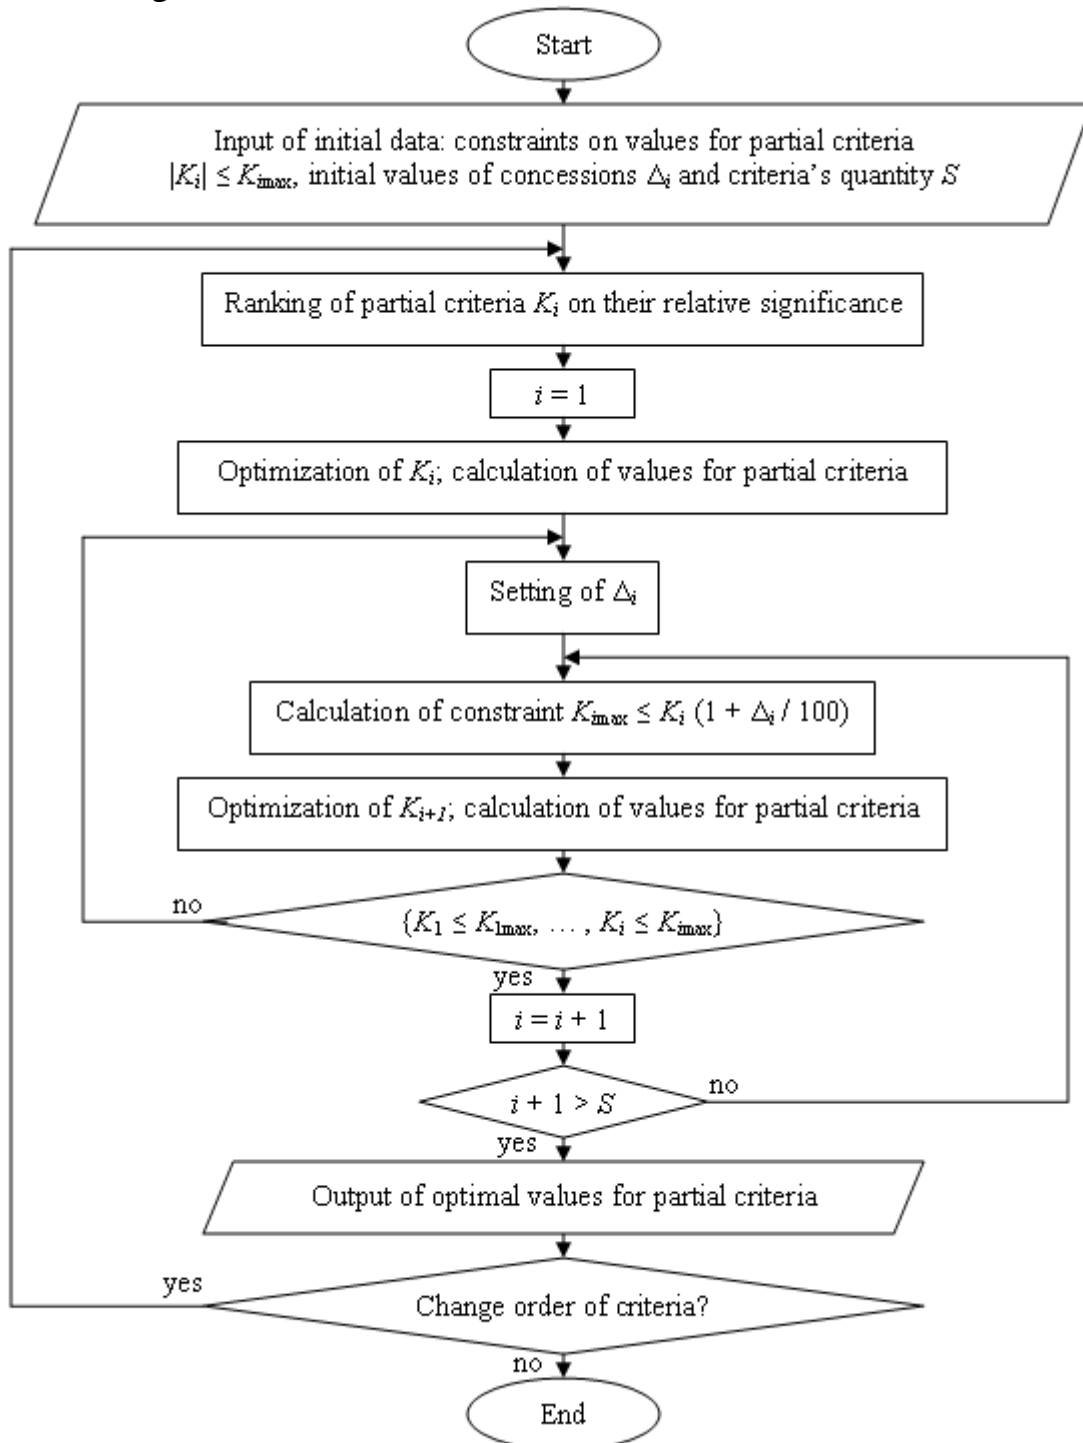 Start
Input of initial data: constraints on values for partial criteria
|Ki| ≤ Kimax, initial values of concessions Δi and criteria's quantity S
Ranking of partial criteria Ki on their relative significance
i = 1
Optimization of Ki; calculation of values for partial criteria
Setting of Δi
Calculation of constraint Kimax ≤ Ki (1 + Δi / 100)
Optimization of Ki+1; calculation of values for partial criteria
no
{K1 ≤ K1max, … , Ki ≤ Kimax}
yes
i = i + 1
no
i + 1 > S
yes
Output of optimal values for partial criteria
yes
Change order of criteria?
no
End